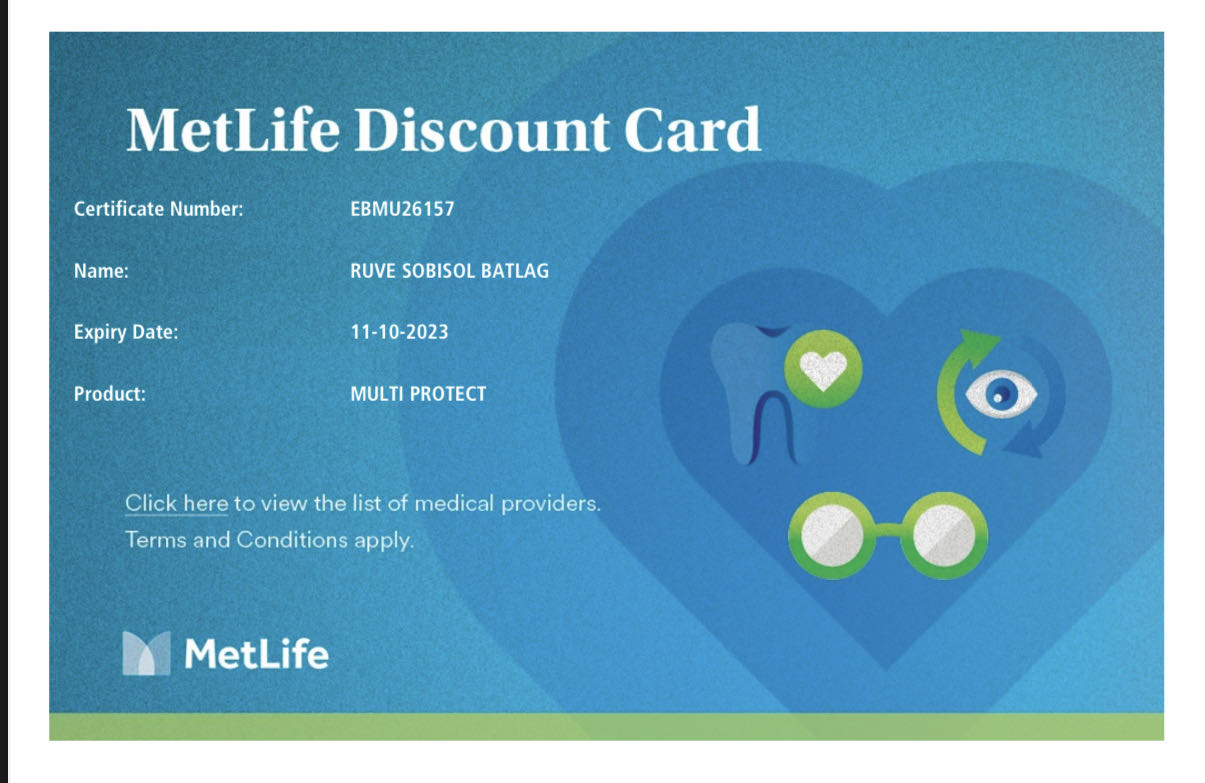 MetLife Discount Card
Certificate Number: EBMU26157
Name: RUVE SOBISOL BATLAG
Expiry Date: 11-10-2023
Product: MULTI PROTECT
Click here to view the list of medical providers.
Terms and Conditions apply.
MetLife